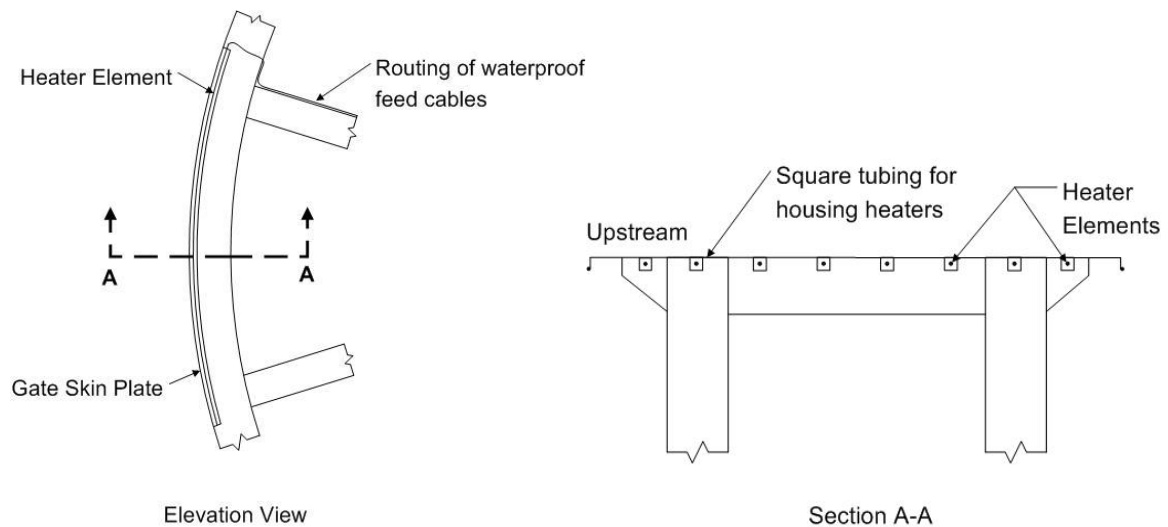 Heater Element
Routing of waterproof
feed cables
A
A
Gate Skin Plate
Elevation View
Square tubing for
housing heaters
Heater
Elements
Upstream
Section A-A